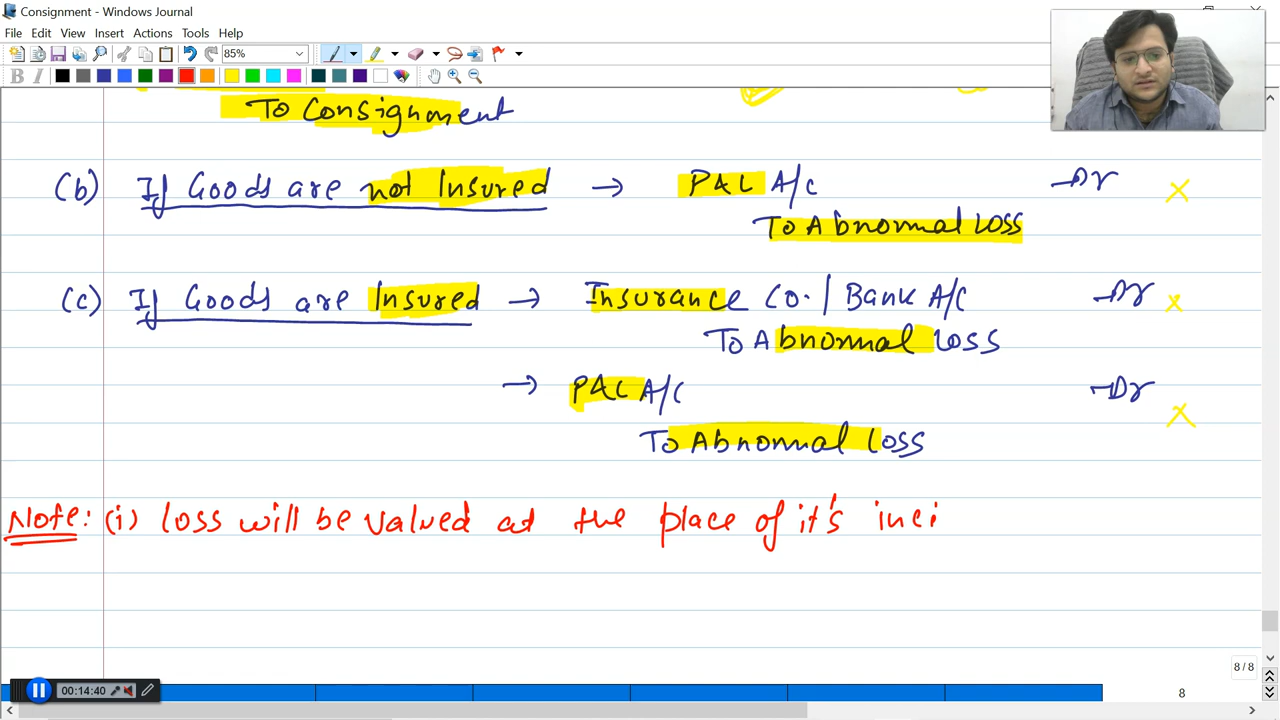 Consignment - Windows Journal
File Edit View Insert Actions Tools Help
85%
B I
To Consignment
(b) If Goods are not Insured → P&L A/c Dr ×
To Abnormal Loss
(c) If Goods are Insured → Insurance Co. / Bank A/c Dr ×
To Abnormal Loss
→ P&L A/c Dr ×
To Abnormal Loss
Note: (i) Loss will be valued at the place of it's inci
8 / 8
00:14:40
8